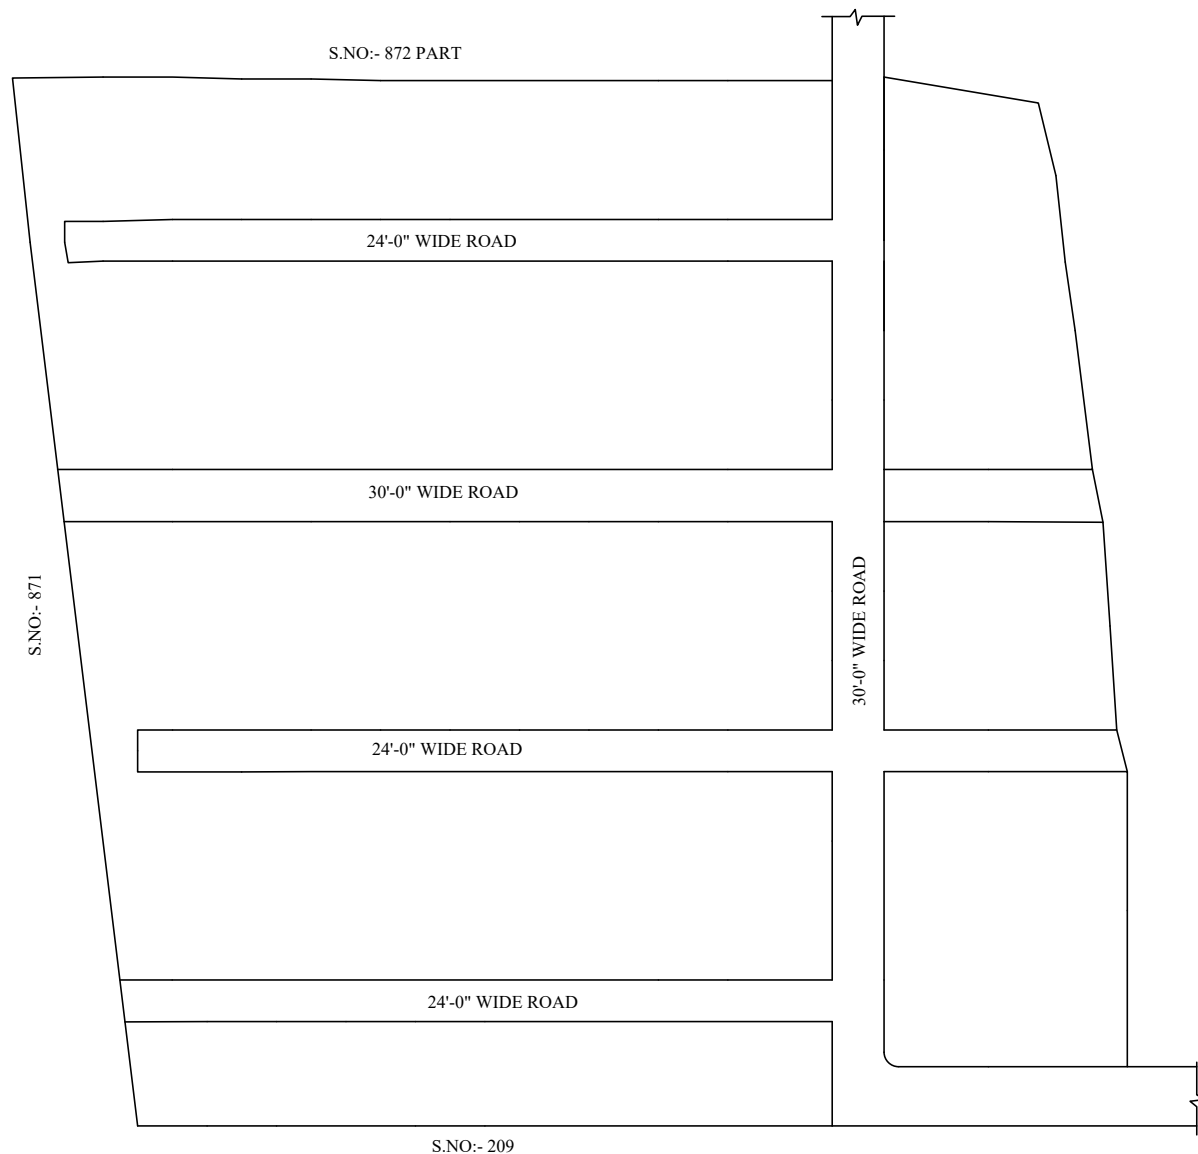 S.NO:- 872 PART
24'-0" WIDE ROAD
30'-0" WIDE ROAD
S.NO:- 871
30'-0" WIDE ROAD
24'-0" WIDE ROAD
24'-0" WIDE ROAD
S.NO:- 209